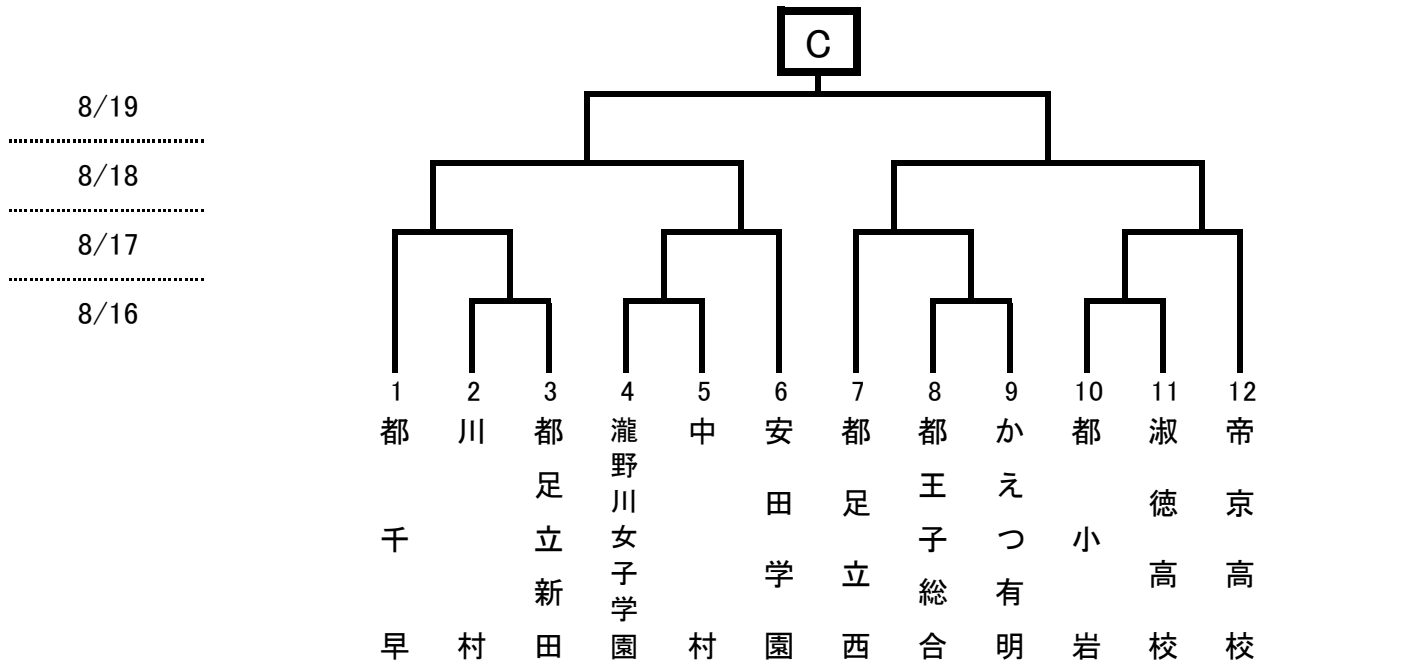 C
8/19
8/18
8/17
8/16
1
2
3
4
5
6
7
8
9
10
11
12
都千早
川村
都足立新田
瀧野川女子学園
中村
安田学園
都足立西
都王子総合
かえつ有明
都小岩
淑徳高校
帝京高校